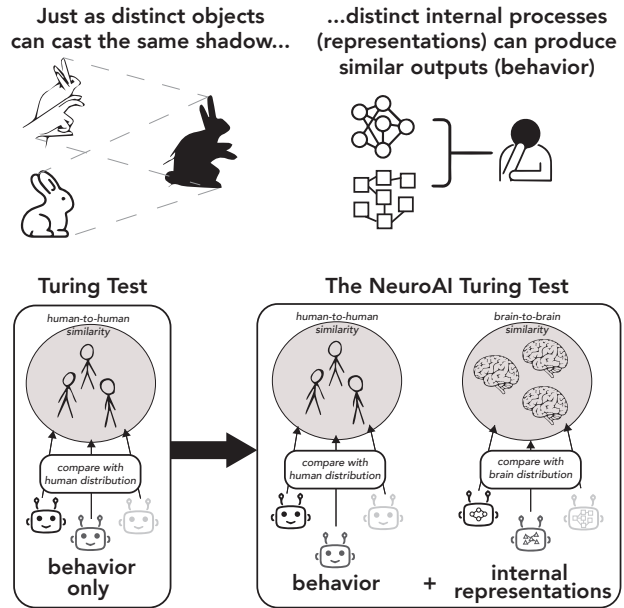 Just as distinct objects
can cast the same shadow...
...distinct internal processes
(representations) can produce
similar outputs (behavior)
Turing Test
human-to-human
similarity
compare with
human distribution
behavior
only
The NeuroAI Turing Test
human-to-human
similarity
compare with
human distribution
behavior
+
brain-to-brain
similarity
compare with
brain distribution
internal
representations